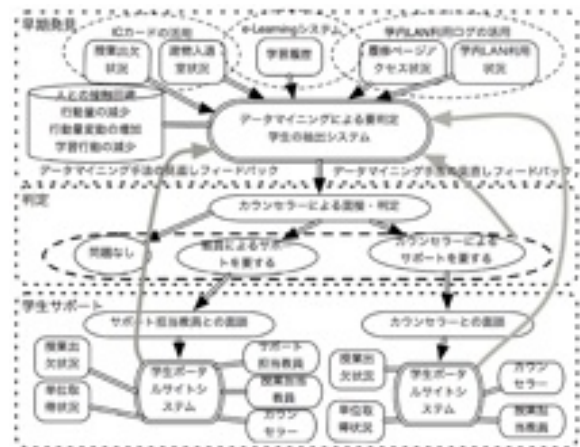 早期発見
ICカードの活用
e-Learningシステム
学内LAN利用ログの活用
授業出欠
状況
建物入退
室状況
学習履歴
履修ページア
クセス状況
学内LAN利用
状況
人との接触回避
行動量の減少
行動量変動の増加
学習行動の減少
データマイニングによる要判定
学生の抽出システム
データマイニング手法の見直しフィードバック
データマイニング手法の見直しフィードバック
判定
カウンセラーによる面接・判定
問題なし
教員によるサポ
ートを要する
カウンセラーによる
サポートを要する
学生サポート
サポート担当教員との面談
カウンセラーとの面談
授業出
欠状況
単位取
得状況
学生ポータ
ルサイトシ
ステム
サポート
担当教員
授業担当
教員
カウン
セラー
授業出
欠状況
単位取
得状況
学生ポータ
ルサイトシ
ステム
カウン
セラー
授業担
当教員